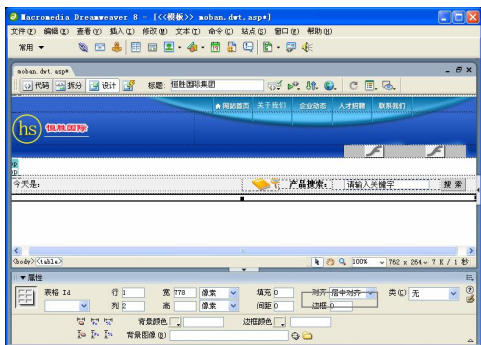 Macromedia Dreamweaver 8 - [<<模板>> moban.dwt.asp*]
文件(F) 编辑(E) 查看(V) 插入(I) 修改(M) 文本(T) 命令(C) 站点(S) 窗口(W) 帮助(H)
常用
moban.dwt.asp*
代码 拆分 设计 标题: 恒胜国际集团
网站首页 关于我们 企业动态 人才招聘 联系我们
hs 恒胜国际
今天是: 产品搜索: 请输入关键字 搜 索
<body> <table> 100% 762 x 264 7 K / 1 秒
属性
表格 Id 行 1 宽 778 像素 填充 0 对齐 居中对齐 类(C) 无
列 2 高 像素 间距 0 边框 0
背景颜色 边框颜色
背景图像(B)